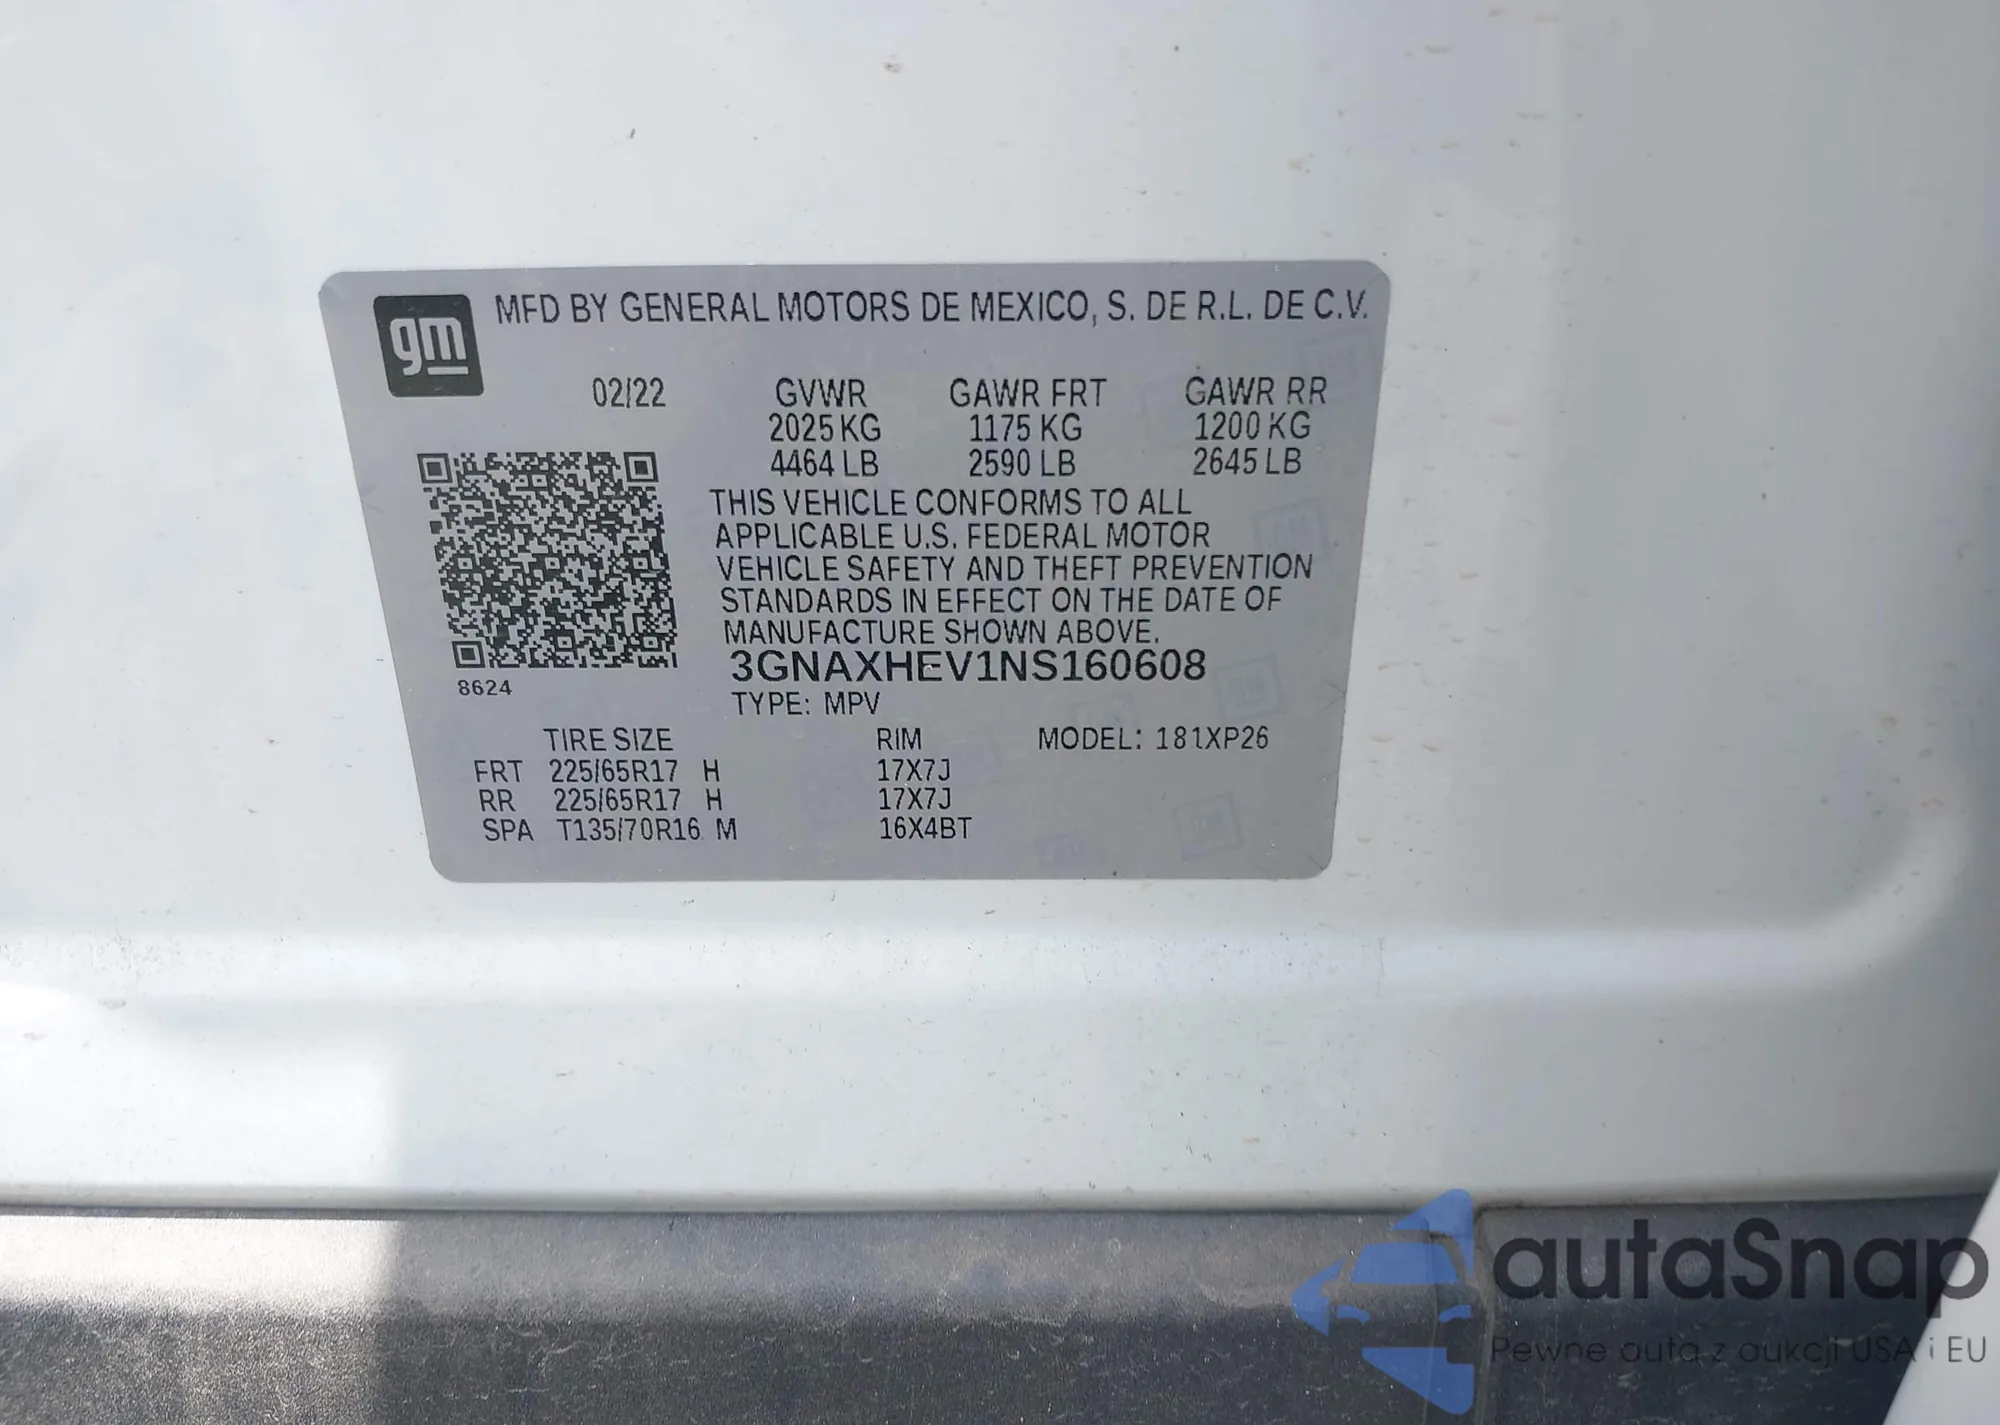 gm
MFD BY GENERAL MOTORS DE MEXICO, S. DE R.L. DE C.V.
02/22 GVWR GAWR FRT GAWR RR
2025 KG 1175 KG 1200 KG
4464 LB 2590 LB 2645 LB
THIS VEHICLE CONFORMS TO ALL
APPLICABLE U.S. FEDERAL MOTOR
VEHICLE SAFETY AND THEFT PREVENTION
STANDARDS IN EFFECT ON THE DATE OF
MANUFACTURE SHOWN ABOVE.
3GNAXHEV1NS160608
8624
TYPE: MPV
TIRE SIZE RIM MODEL: 181XP26
FRT 225/65R17 H 17X7J
RR 225/65R17 H 17X7J
SPA T135/70R16 M 16X4BT
autaSnap
Pewne auta z aukcji USA i EU